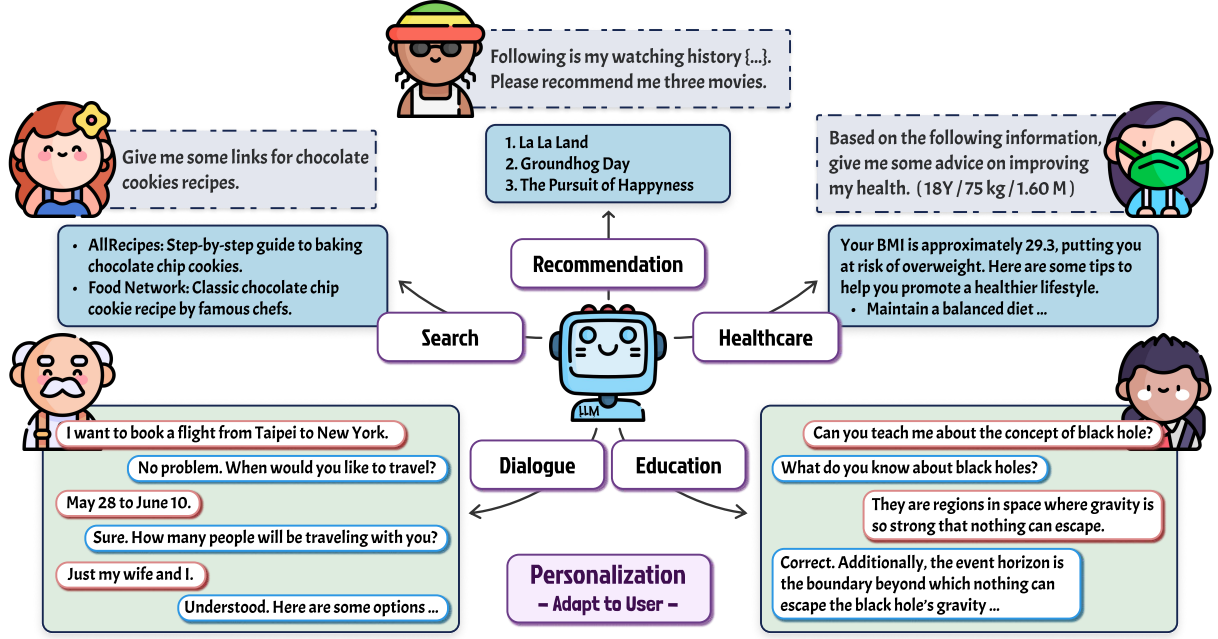 Following is my watching history {...}.
Please recommend me three movies.
1. La La Land
2. Groundhog Day
3. The Pursuit of Happyness
Recommendation
Give me some links for chocolate
cookies recipes.
• AllRecipes: Step-by-step guide to baking
chocolate chip cookies.
• Food Network: Classic chocolate chip
cookie recipe by famous chefs.
Search
Based on the following information,
give me some advice on improving
my health. ( 18Y / 75 kg / 1.60 M )
Your BMI is approximately 29.3, putting you
at risk of overweight. Here are some tips to
help you promote a healthier lifestyle.
• Maintain a balanced diet ...
Healthcare
LLM
I want to book a flight from Taipei to New York.
No problem. When would you like to travel?
May 28 to June 10.
Sure. How many people will be traveling with you?
Just my wife and I.
Understood. Here are some options ...
Dialogue
Education
Can you teach me about the concept of black hole?
What do you know about black holes?
They are regions in space where gravity is
so strong that nothing can escape.
Correct. Additionally, the event horizon is
the boundary beyond which nothing can
escape the black hole's gravity ...
Personalization
– Adapt to User –